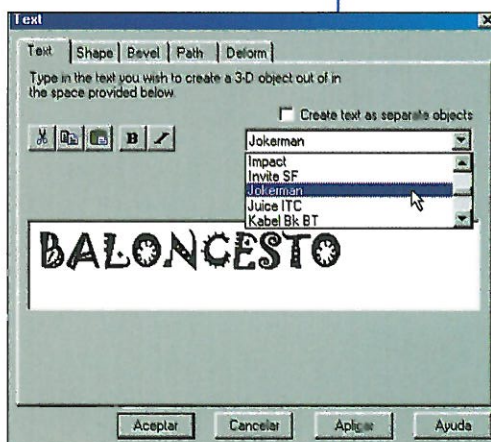 Text
Text Shape Bevel Path Deform
Type in the text you wish to create a 3-D object out of in
the space provided below.
Create text as separate objects
B I
Jokerman
Impact
Invite SF
Jokerman
Juice ITC
Kabel Bk BT
BALONCESTO
Aceptar Cancelar Aplicar Ayuda